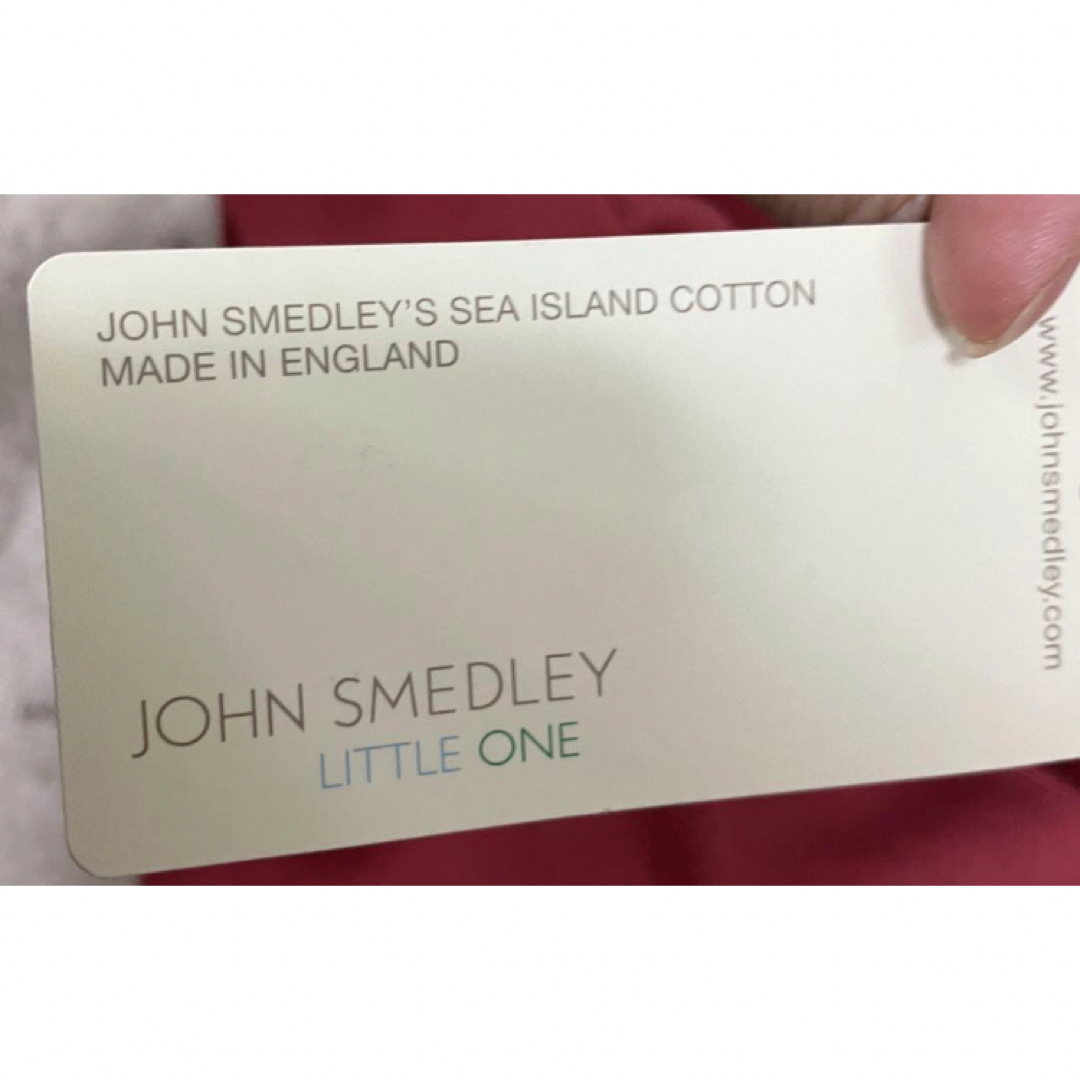 JOHN SMEDLEY'S SEA ISLAND COTTON
MADE IN ENGLAND
JOHN SMEDLEY
LITTLE ONE
www.johnsmedley.com